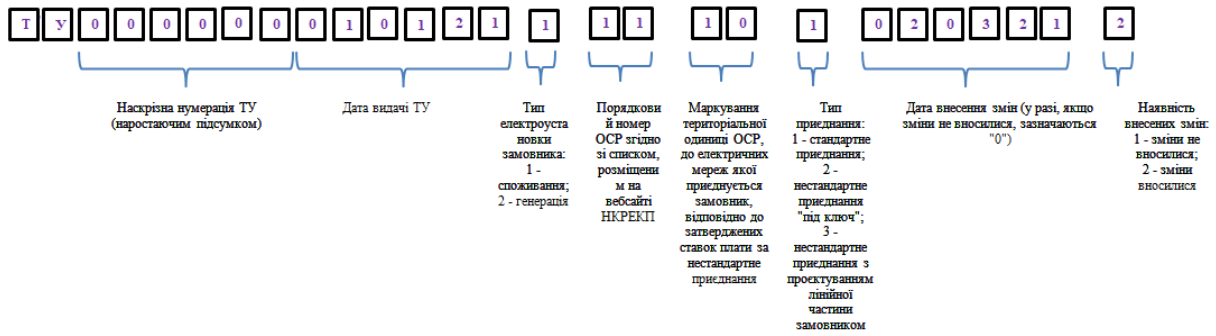 Т У 0 0 0 0 0 0 0 1 0 1 2 1 1 1 1 1 0 1 0 2 0 3 2 1 2
Наскрізна нумерація ТУ
(наростаючим підсумком)
Дата видачі ТУ
Тип
електроуста
новки
замовника:
1 -
споживання;
2 - генерація
Порядкови
й номер
ОСР згідно
зі списком,
розміщени
м на
вебсайті
НКРЕКП
Маркування
територіальної
одиниці ОСР,
до електричних
мереж якої
приєднується
замовник,
відповідно до
затверджених
ставок плати за
нестандартне
приєднання
Тип
приєднання:
1 - стандартне
приєднання;
2 -
нестандартне
приєднання
"під ключ";
3 -
нестандартне
приєднання з
проєктуванням
лінійної
частини
замовником
Дата внесення змін (у разі, якщо
зміни не вносилися, зазначаються
"0")
Наявність
внесених змін:
1 - зміни не
вносилися;
2 - зміни
вносилися